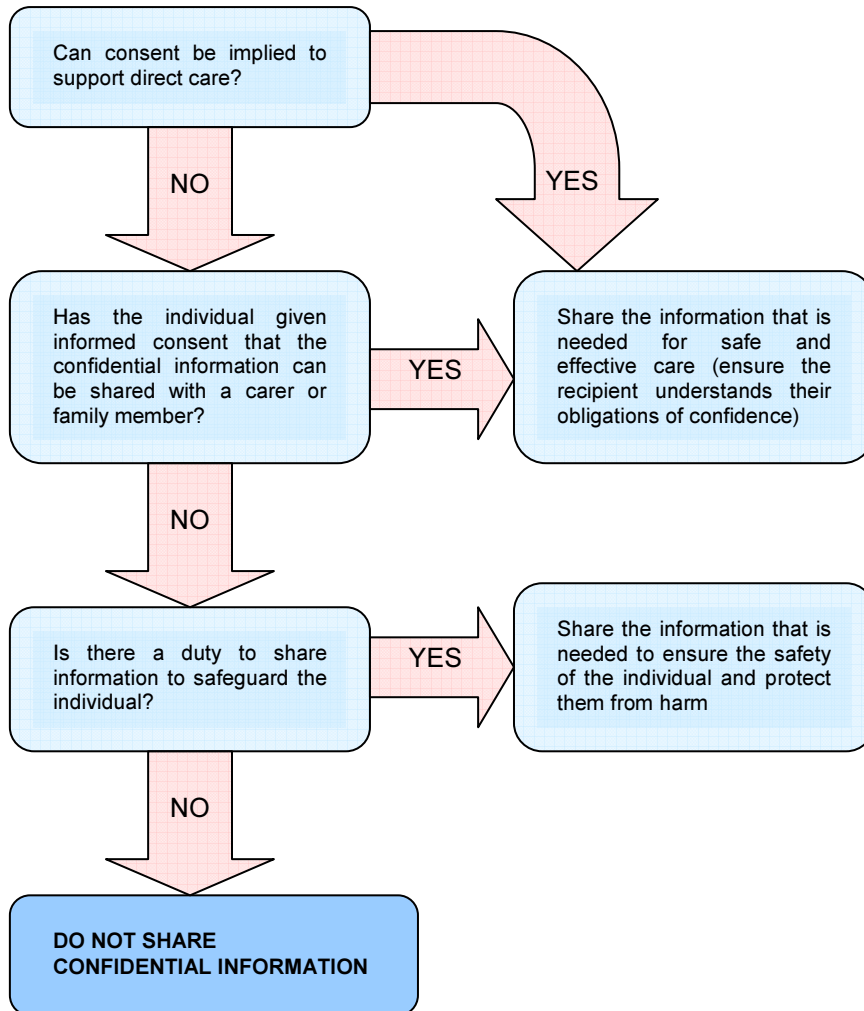 Can consent be implied to
support direct care?
NO
YES
Has the individual given
informed consent that the
confidential information can
be shared with a carer or
family member?
YES
Share the information that is
needed for safe and
effective care (ensure the
recipient understands their
obligations of confidence)
NO
Is there a duty to share
information to safeguard the
individual?
YES
Share the information that is
needed to ensure the safety
of the individual and protect
them from harm
NO
DO NOT SHARE
CONFIDENTIAL INFORMATION